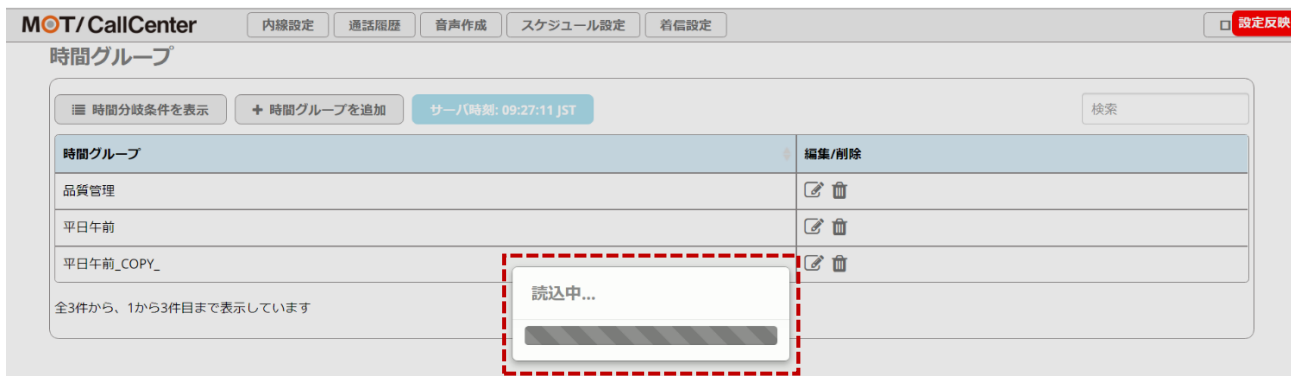 MOT/CallCenter 内線設定 通話履歴 音声作成 スケジュール設定 着信設定 ロ 設定反映
時間グループ
時間分岐条件を表示 + 時間グループを追加 サーバ時刻: 09:27:11 JST 検索
時間グループ 編集/削除
品質管理
平日午前
平日午前_COPY_
読込中...
全3件から、1から3件目まで表示しています